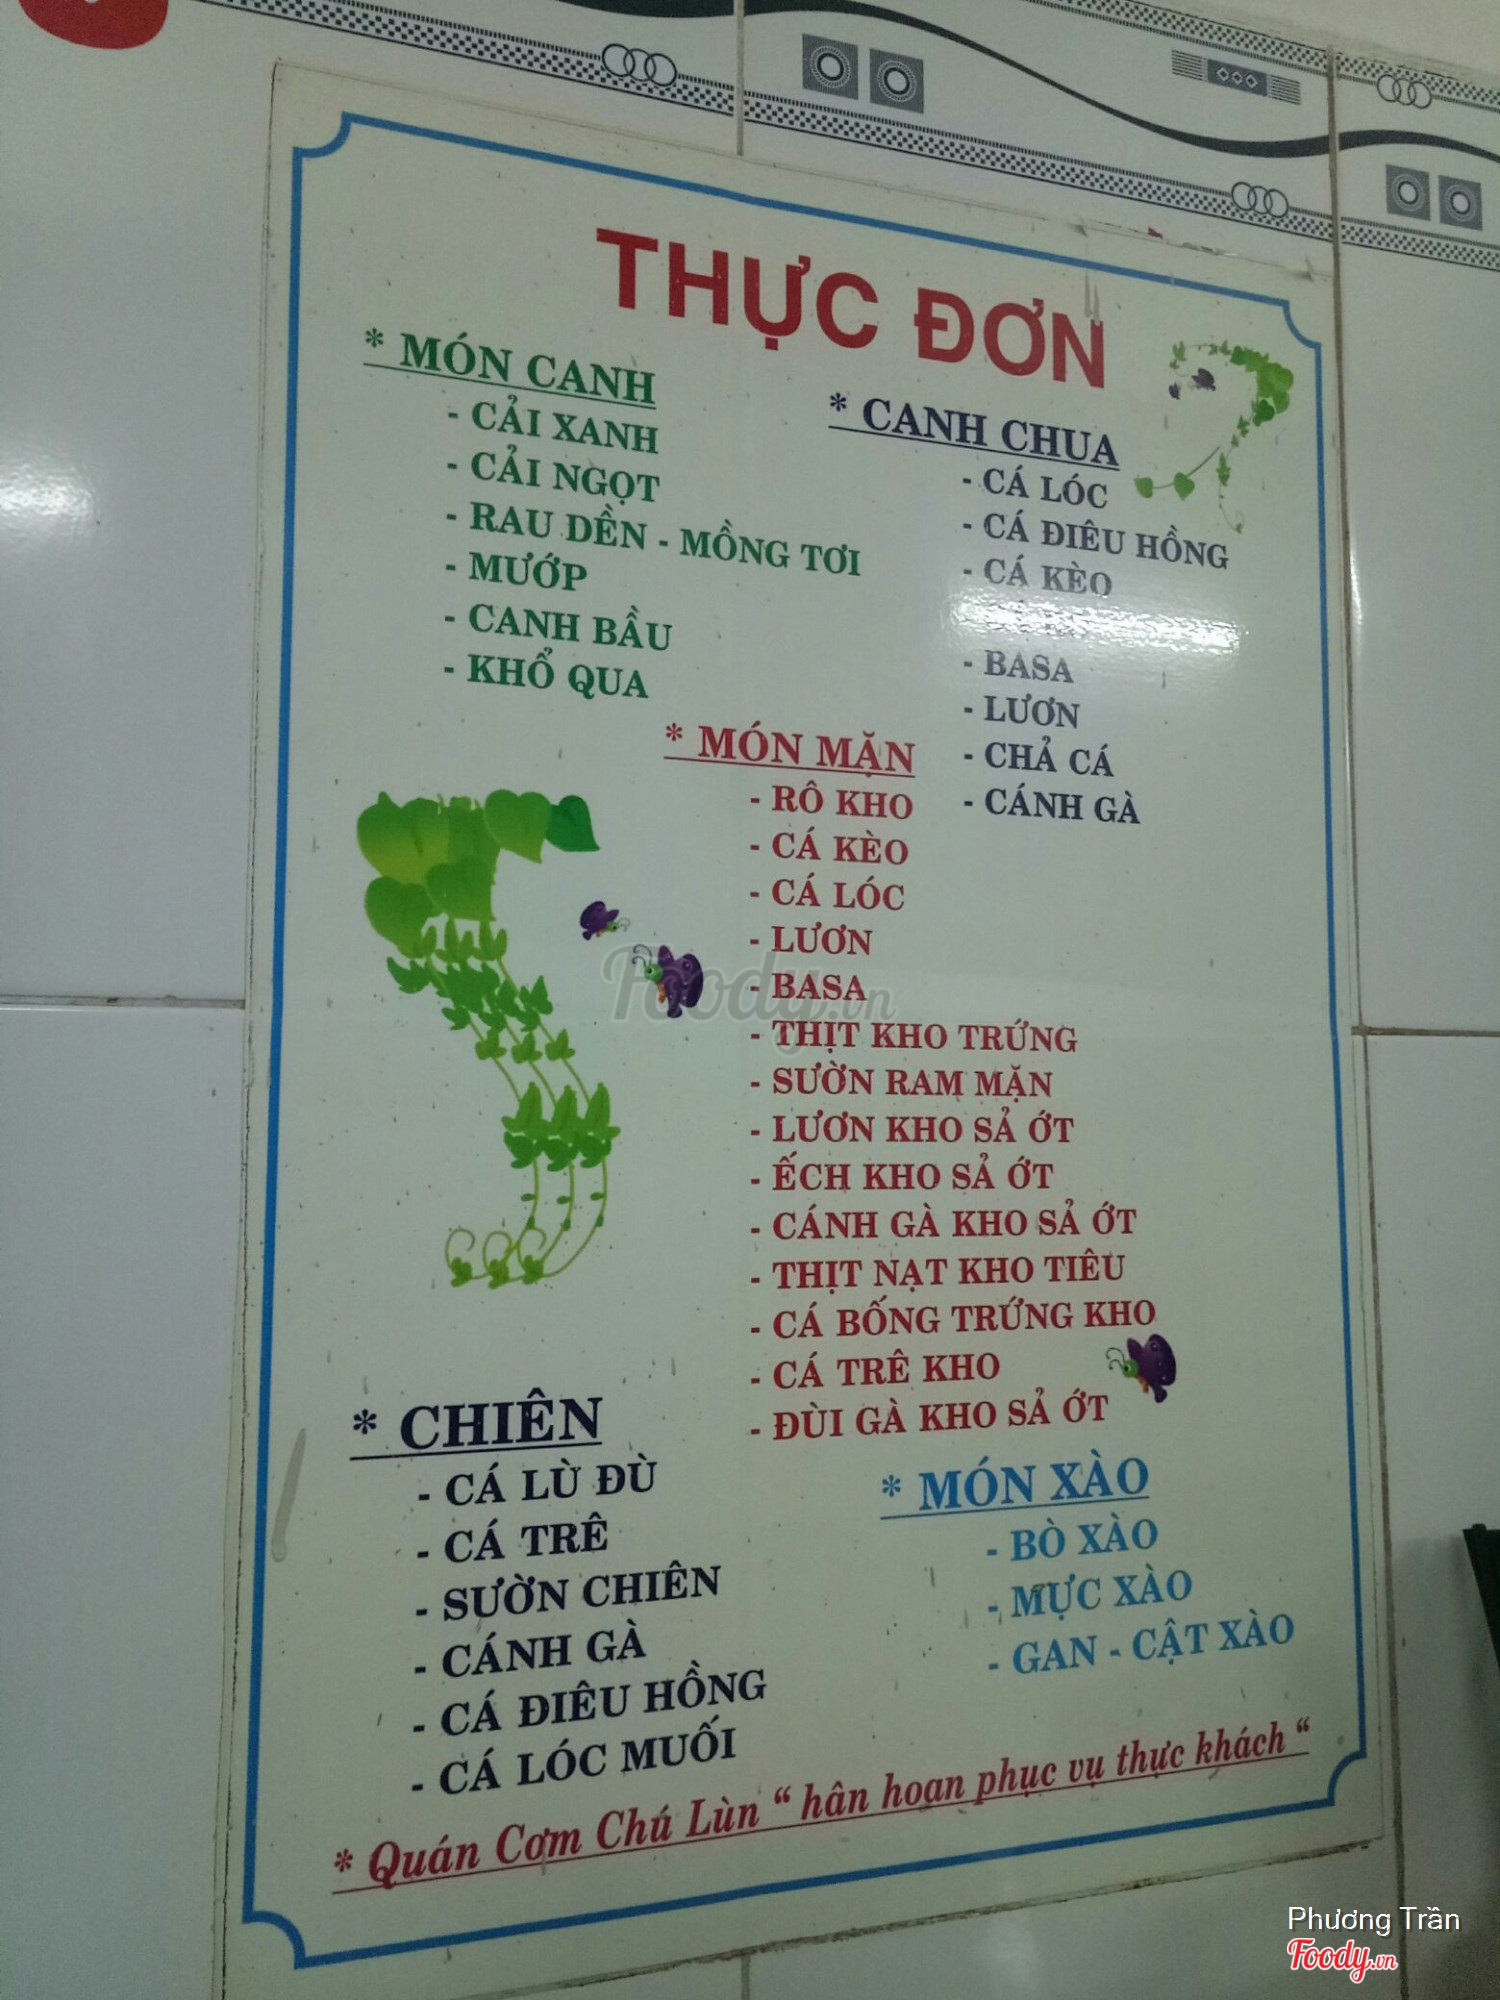 THỰC ĐƠN
* MÓN CANH
- CẢI XANH
- CẢI NGỌT
- RAU DỀN - MỒNG TƠI
- MƯỚP
- CANH BẦU
- KHỔ QUA
* CANH CHUA
- CÁ LÓC
- CÁ ĐIÊU HỒNG
- CÁ KÈO
- BASA
- LƯƠN
- CHẢ CÁ
- CÁNH GÀ
* MÓN MẶN
- RÔ KHO
- CÁ KÈO
- CÁ LÓC
- LƯƠN
- BASA
- THỊT KHO TRỨNG
- SƯỜN RAM MẶN
- LƯƠN KHO SẢ ỚT
- ẾCH KHO SẢ ỚT
- CÁNH GÀ KHO SẢ ỚT
- THỊT NẠT KHO TIÊU
- CÁ BỐNG TRỨNG KHO
- CÁ TRÊ KHO
- ĐÙI GÀ KHO SẢ ỚT
* CHIÊN
- CÁ LÙ ĐÙ
- CÁ TRÊ
- SƯỜN CHIÊN
- CÁNH GÀ
- CÁ ĐIÊU HỒNG
- CÁ LÓC MUỐI
* MÓN XÀO
- BÒ XÀO
- MỰC XÀO
- GAN - CẬT XÀO
* Quán Cơm Chú Lùn “ hân hoan phục vụ thực khách “
Foody.vn
Phương Trần
Foody.vn